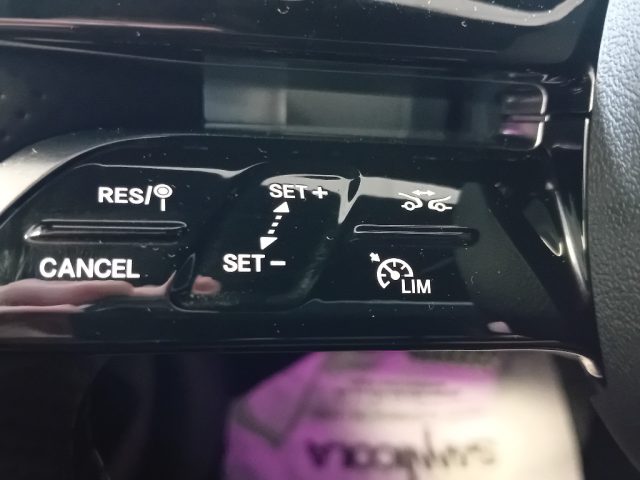 RES/
SET +
CANCEL
SET -
LIM